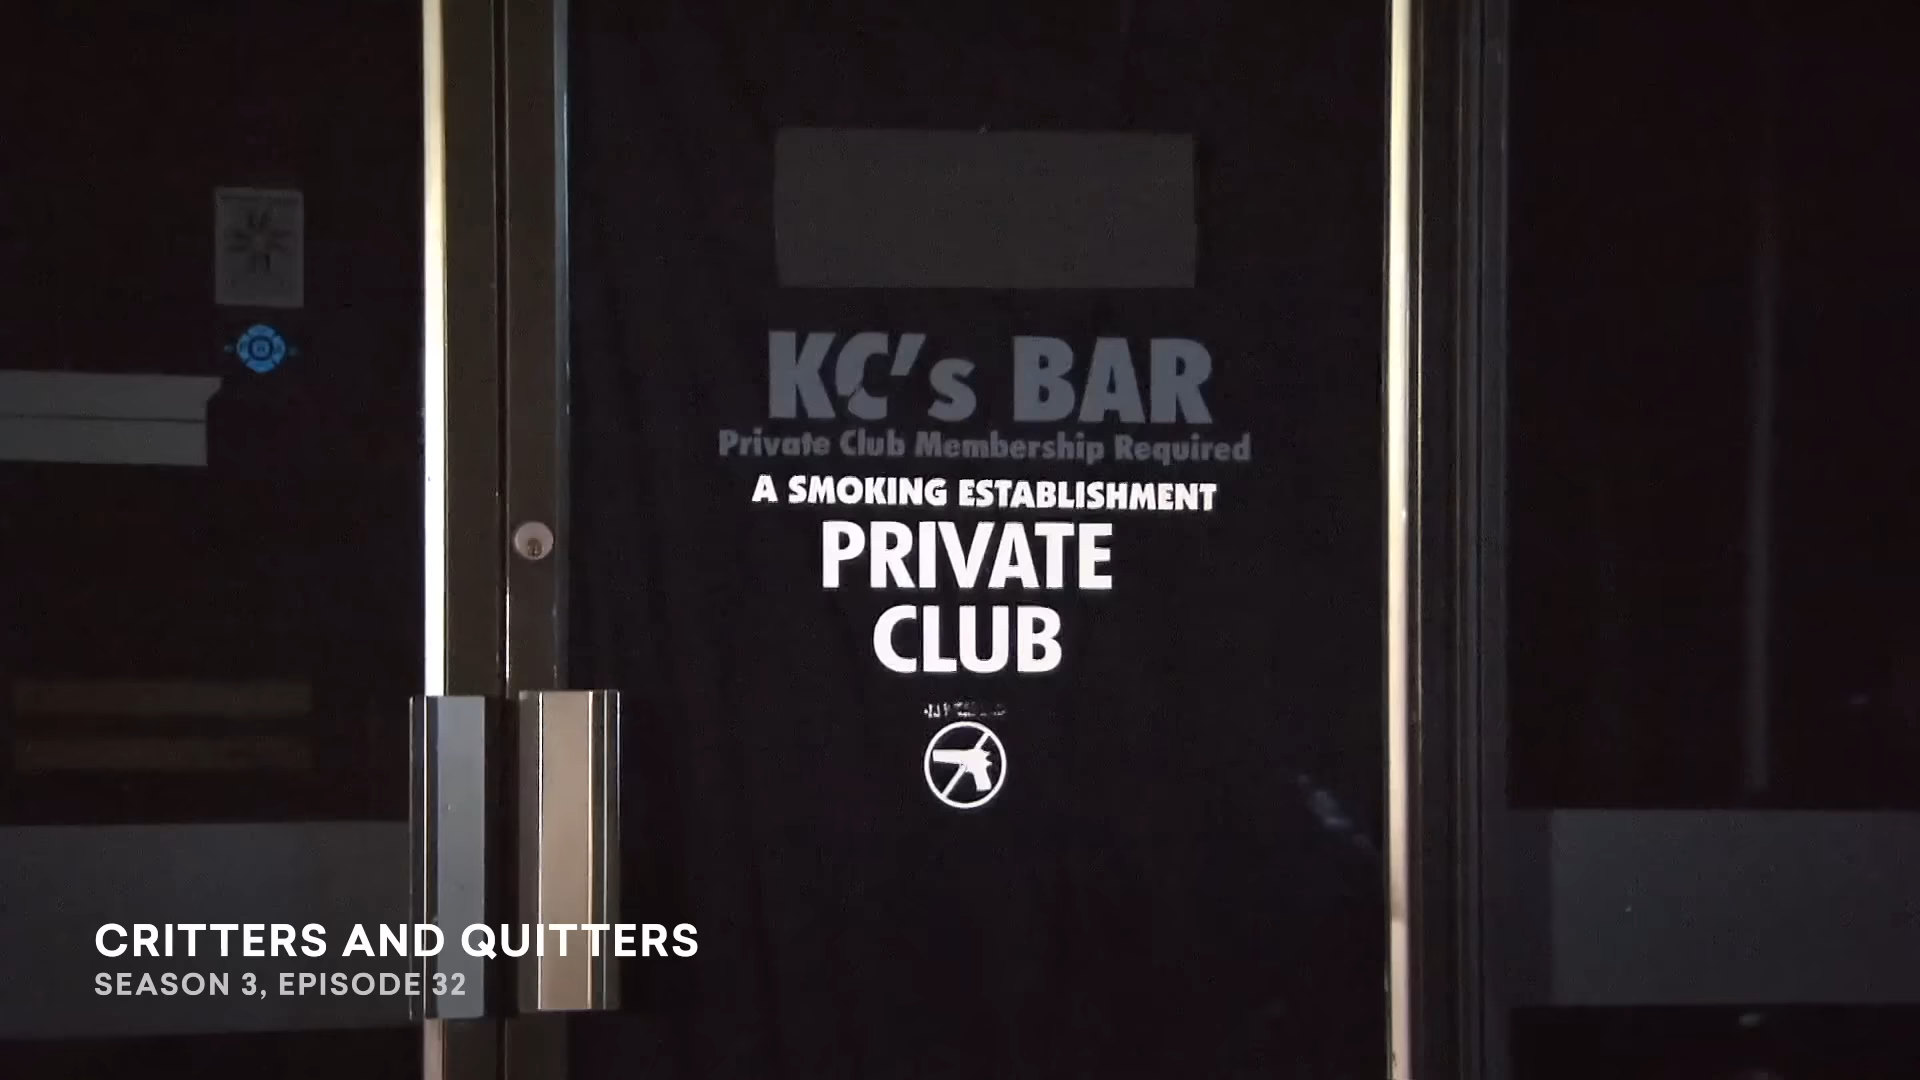 KC's BAR
Private Club Membership Required
A SMOKING ESTABLISHMENT
PRIVATE
CLUB
CRITTERS AND QUITTERS
SEASON 3, EPISODE 32